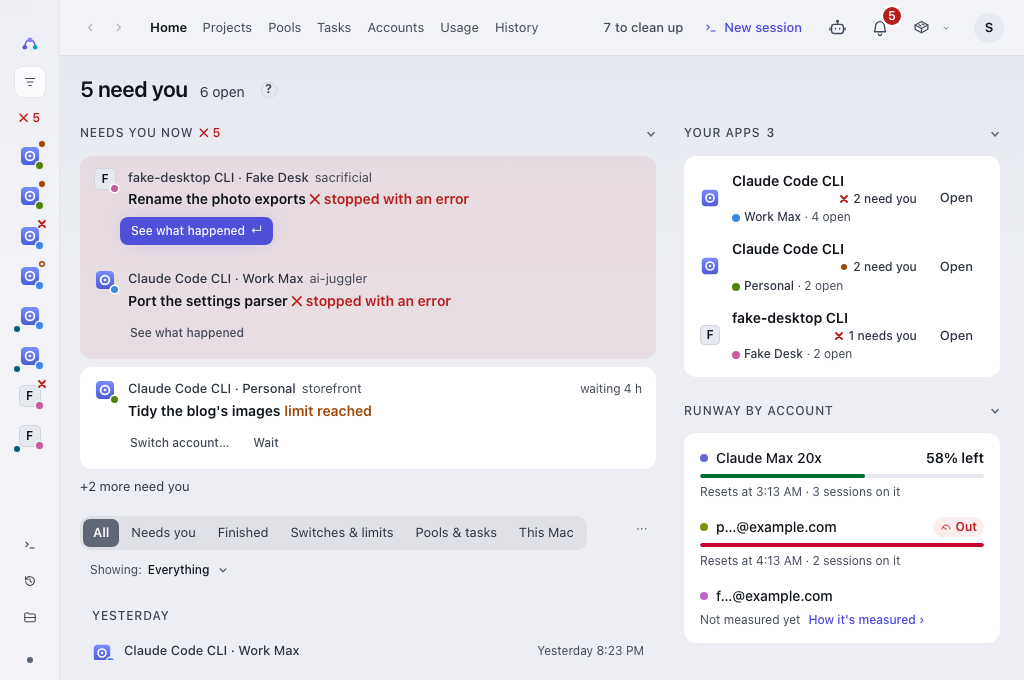 Home Projects Pools Tasks Accounts Usage History 7 to clean up New session 5 S
5 need you 6 open ?
5
NEEDS YOU NOW 5
F fake-desktop CLI · Fake Desk sacrificial
Rename the photo exports stopped with an error
See what happened ↵
Claude Code CLI · Work Max ai-juggler
Port the settings parser stopped with an error
See what happened
Claude Code CLI · Personal storefront waiting 4 h
Tidy the blog's images limit reached
Switch account... Wait
+2 more need you
All Needs you Finished Switches & limits Pools & tasks This Mac ...
Showing: Everything
YESTERDAY
Claude Code CLI · Work Max Yesterday 8:23 PM
YOUR APPS 3
Claude Code CLI
2 need you Open
Work Max · 4 open
Claude Code CLI
2 need you Open
Personal · 2 open
fake-desktop CLI
F 1 needs you Open
Fake Desk · 2 open
RUNWAY BY ACCOUNT
Claude Max 20x 58% left
Resets at 3:13 AM · 3 sessions on it
p...@example.com Out
Resets at 4:13 AM · 2 sessions on it
f...@example.com
Not measured yet How it's measured ›
F
F